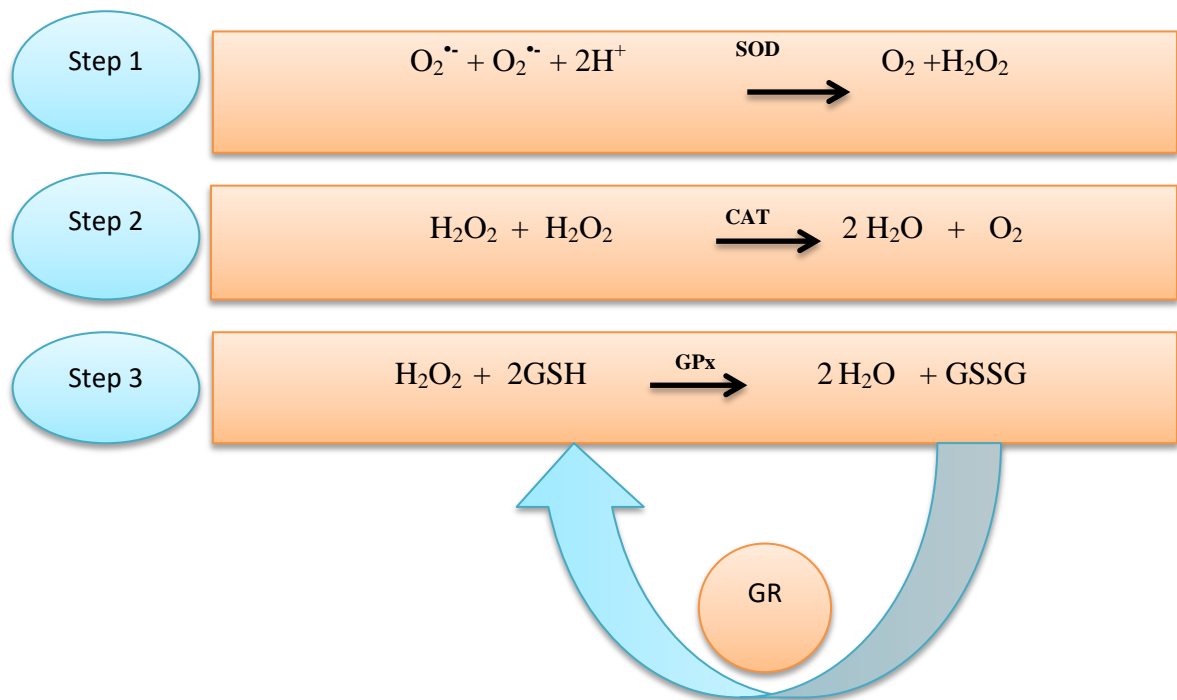 Step 1
O₂•- + O₂•- + 2H⁺ SOD O₂ +H₂O₂
Step 2
H₂O₂ + H₂O₂ CAT 2 H₂O + O₂
Step 3
H₂O₂ + 2GSH GPx 2 H₂O + GSSG
GR